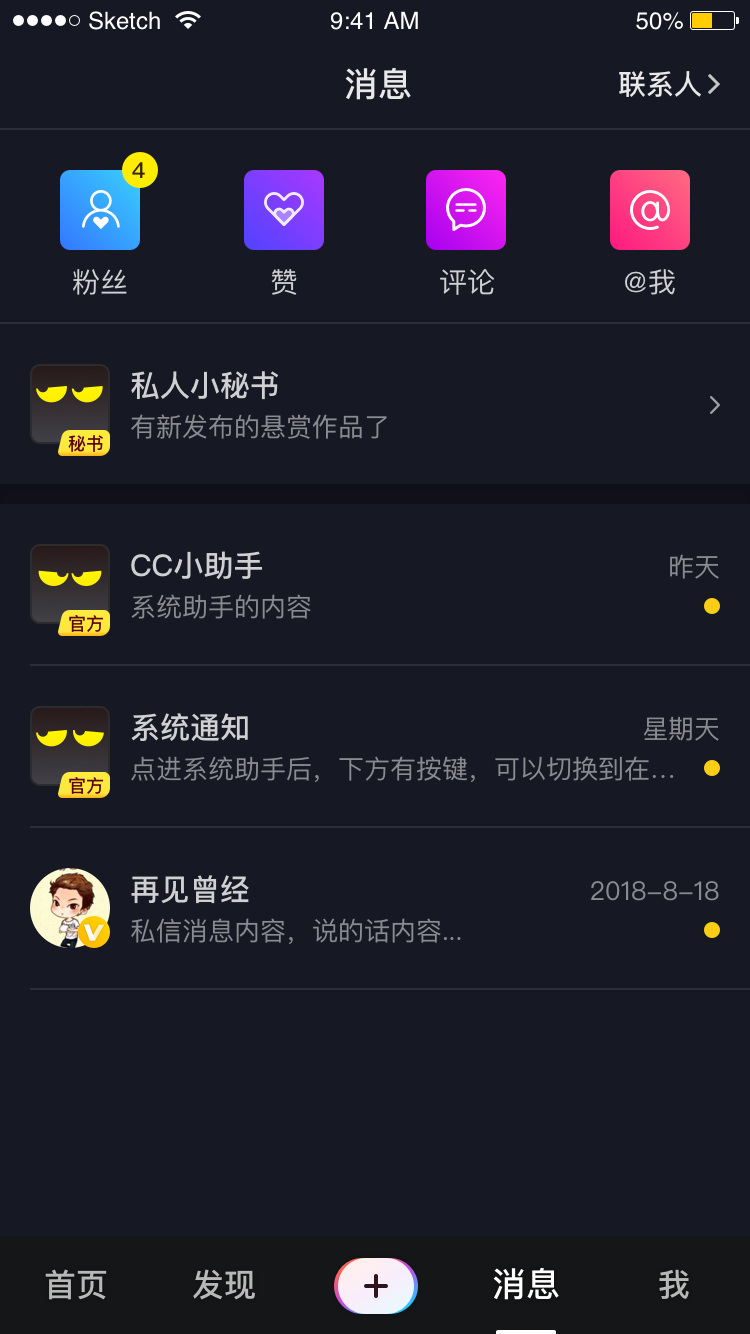 Sketch 9:41 AM 50%
消息 联系人
4
粉丝 赞 评论 @我
私人小秘书
有新发布的悬赏作品了
秘书
CC小助手 昨天
系统助手的内容
官方
系统通知 星期天
点进系统助手后，下方有按键，可以切换到在...
官方
再见曾经 2018-8-18
私信消息内容，说的话内容...
首页 发现 + 消息 我